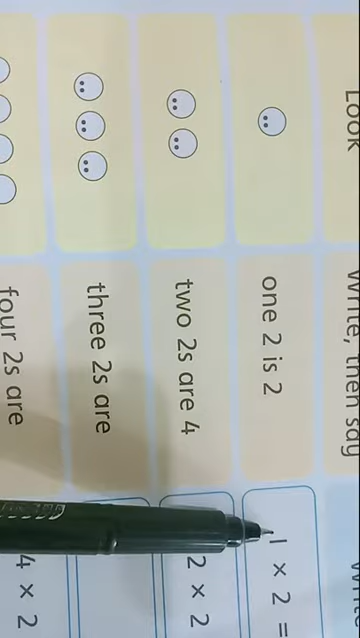 Look
Write, then say
one 2 is 2
1 × 2 =
two 2s are 4
2 × 2
three 2s are
four 2s are
4 × 2